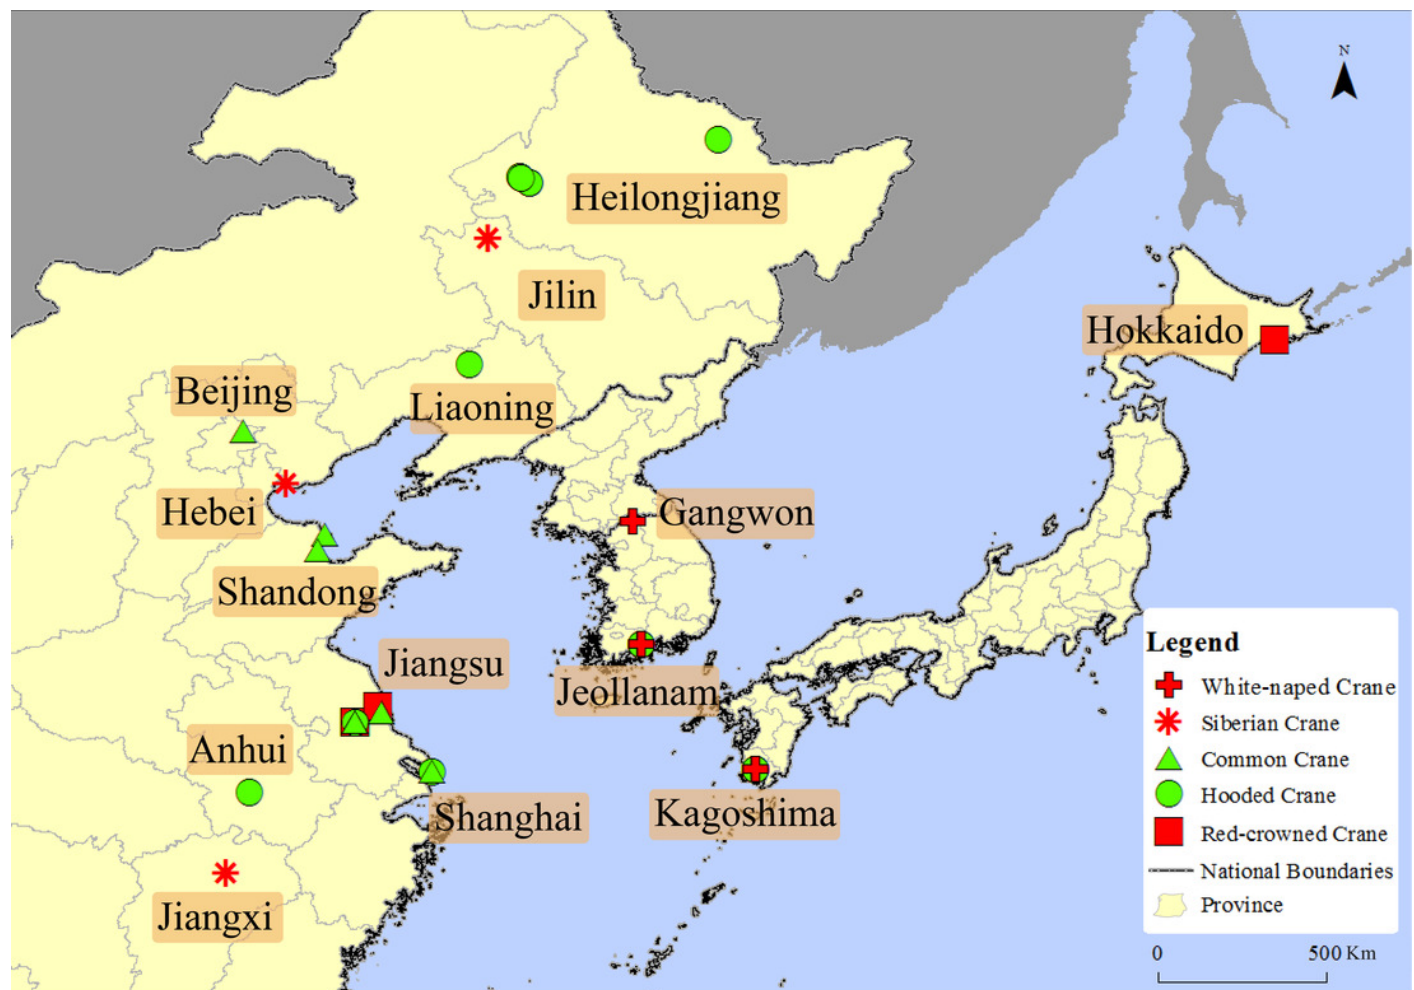 N
Heilongjiang
Jilin
Hokkaido
Beijing
Liaoning
Hebei
Gangwon
Shandong
Jiangsu
Jeollanam
Anhui
Shanghai
Kagoshima
Jiangxi
Legend
White-naped Crane
Siberian Crane
Common Crane
Hooded Crane
Red-crowned Crane
National Boundaries
Province
0 500 Km